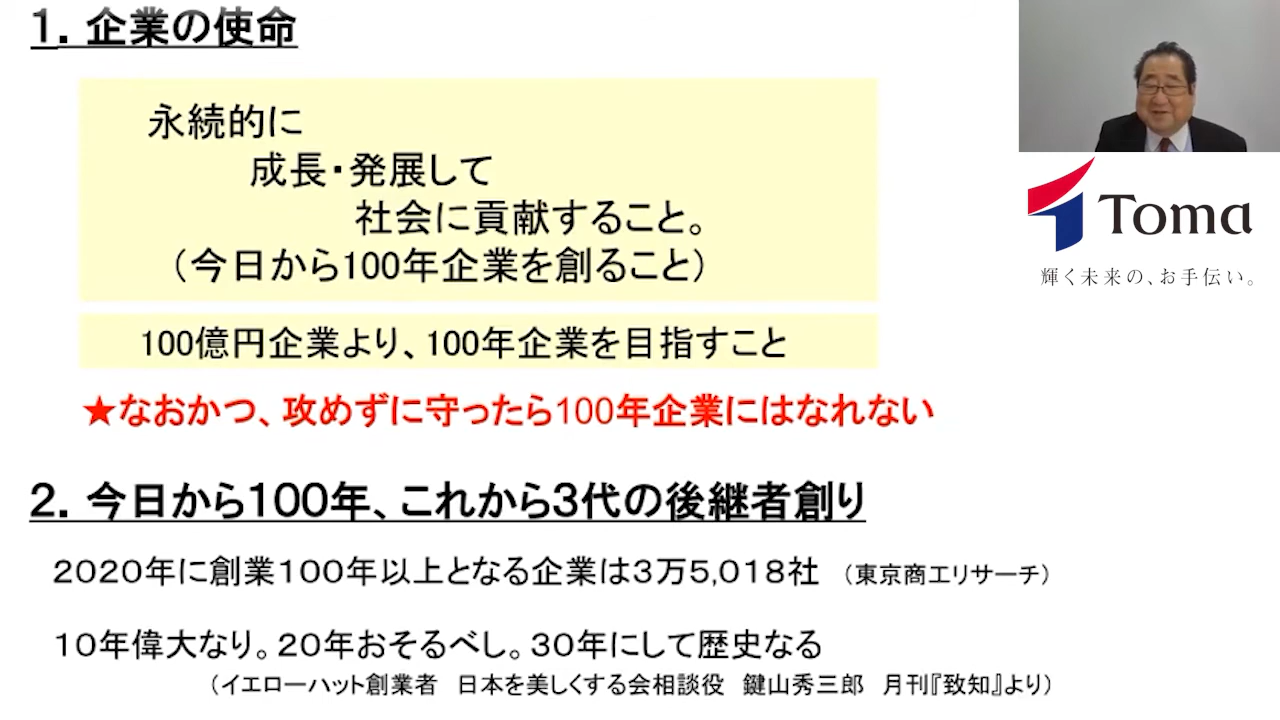 １．企業の使命
永続的に
成長・発展して
社会に貢献すること。
（今日から100年企業を創ること）
100億円企業より、100年企業を目指すこと
★なおかつ、攻めずに守ったら100年企業にはなれない
２．今日から１００年、これから３代の後継者創り
２０２０年に創業１００年以上となる企業は３万５,０１８社　（東京商工リサーチ）
１０年偉大なり。２０年おそるべし。３０年にして歴史なる
（イエローハット創業者　日本を美しくする会相談役　鍵山秀三郎　月刊『致知』より）
Toma
輝く未来の、お手伝い。